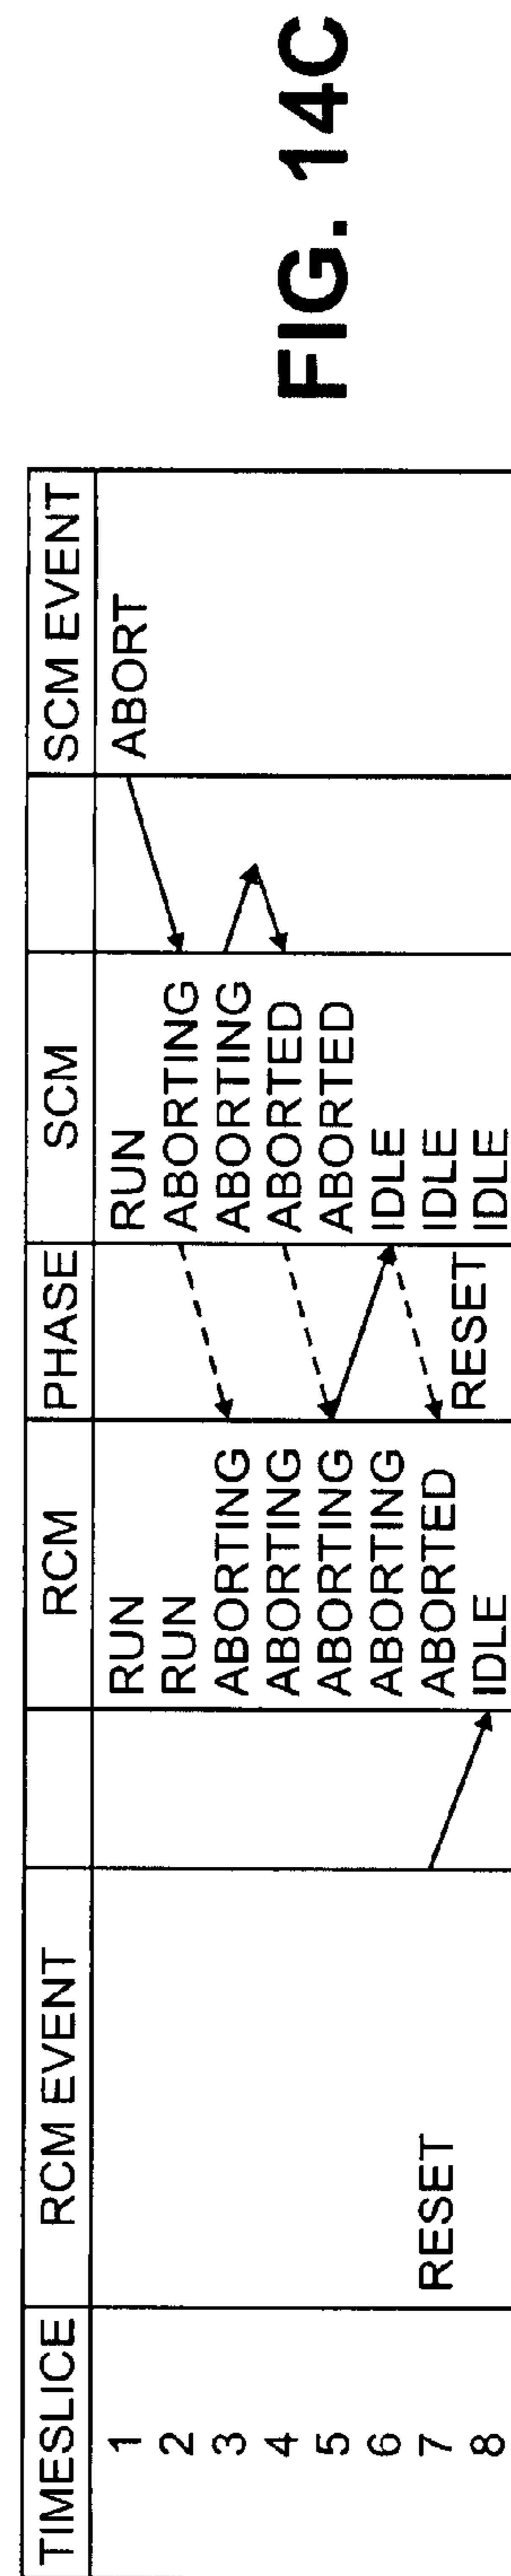 TIMESLICE RCM EVENT RCM PHASE SCM SCM EVENT
1 RUN RUN ABORT
2 RUN ABORTING
3 ABORTING ABORTING
4 ABORTING ABORTED
5 ABORTING ABORTED
6 ABORTING IDLE
7 RESET ABORTED IDLE
8 IDLE RESET IDLE
FIG. 14C